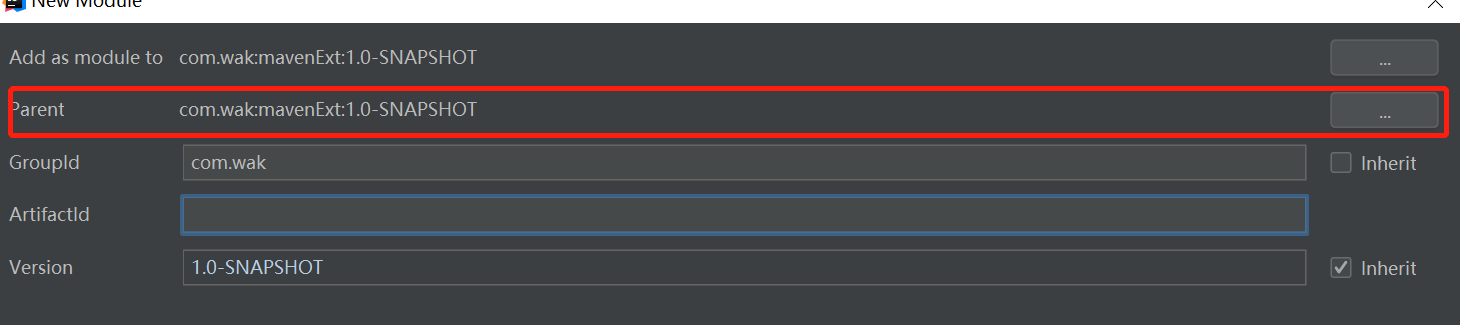 New Module
Add as module to com.wak:mavenExt:1.0-SNAPSHOT ...
Parent com.wak:mavenExt:1.0-SNAPSHOT ...
GroupId com.wak Inherit
ArtifactId
Version 1.0-SNAPSHOT Inherit